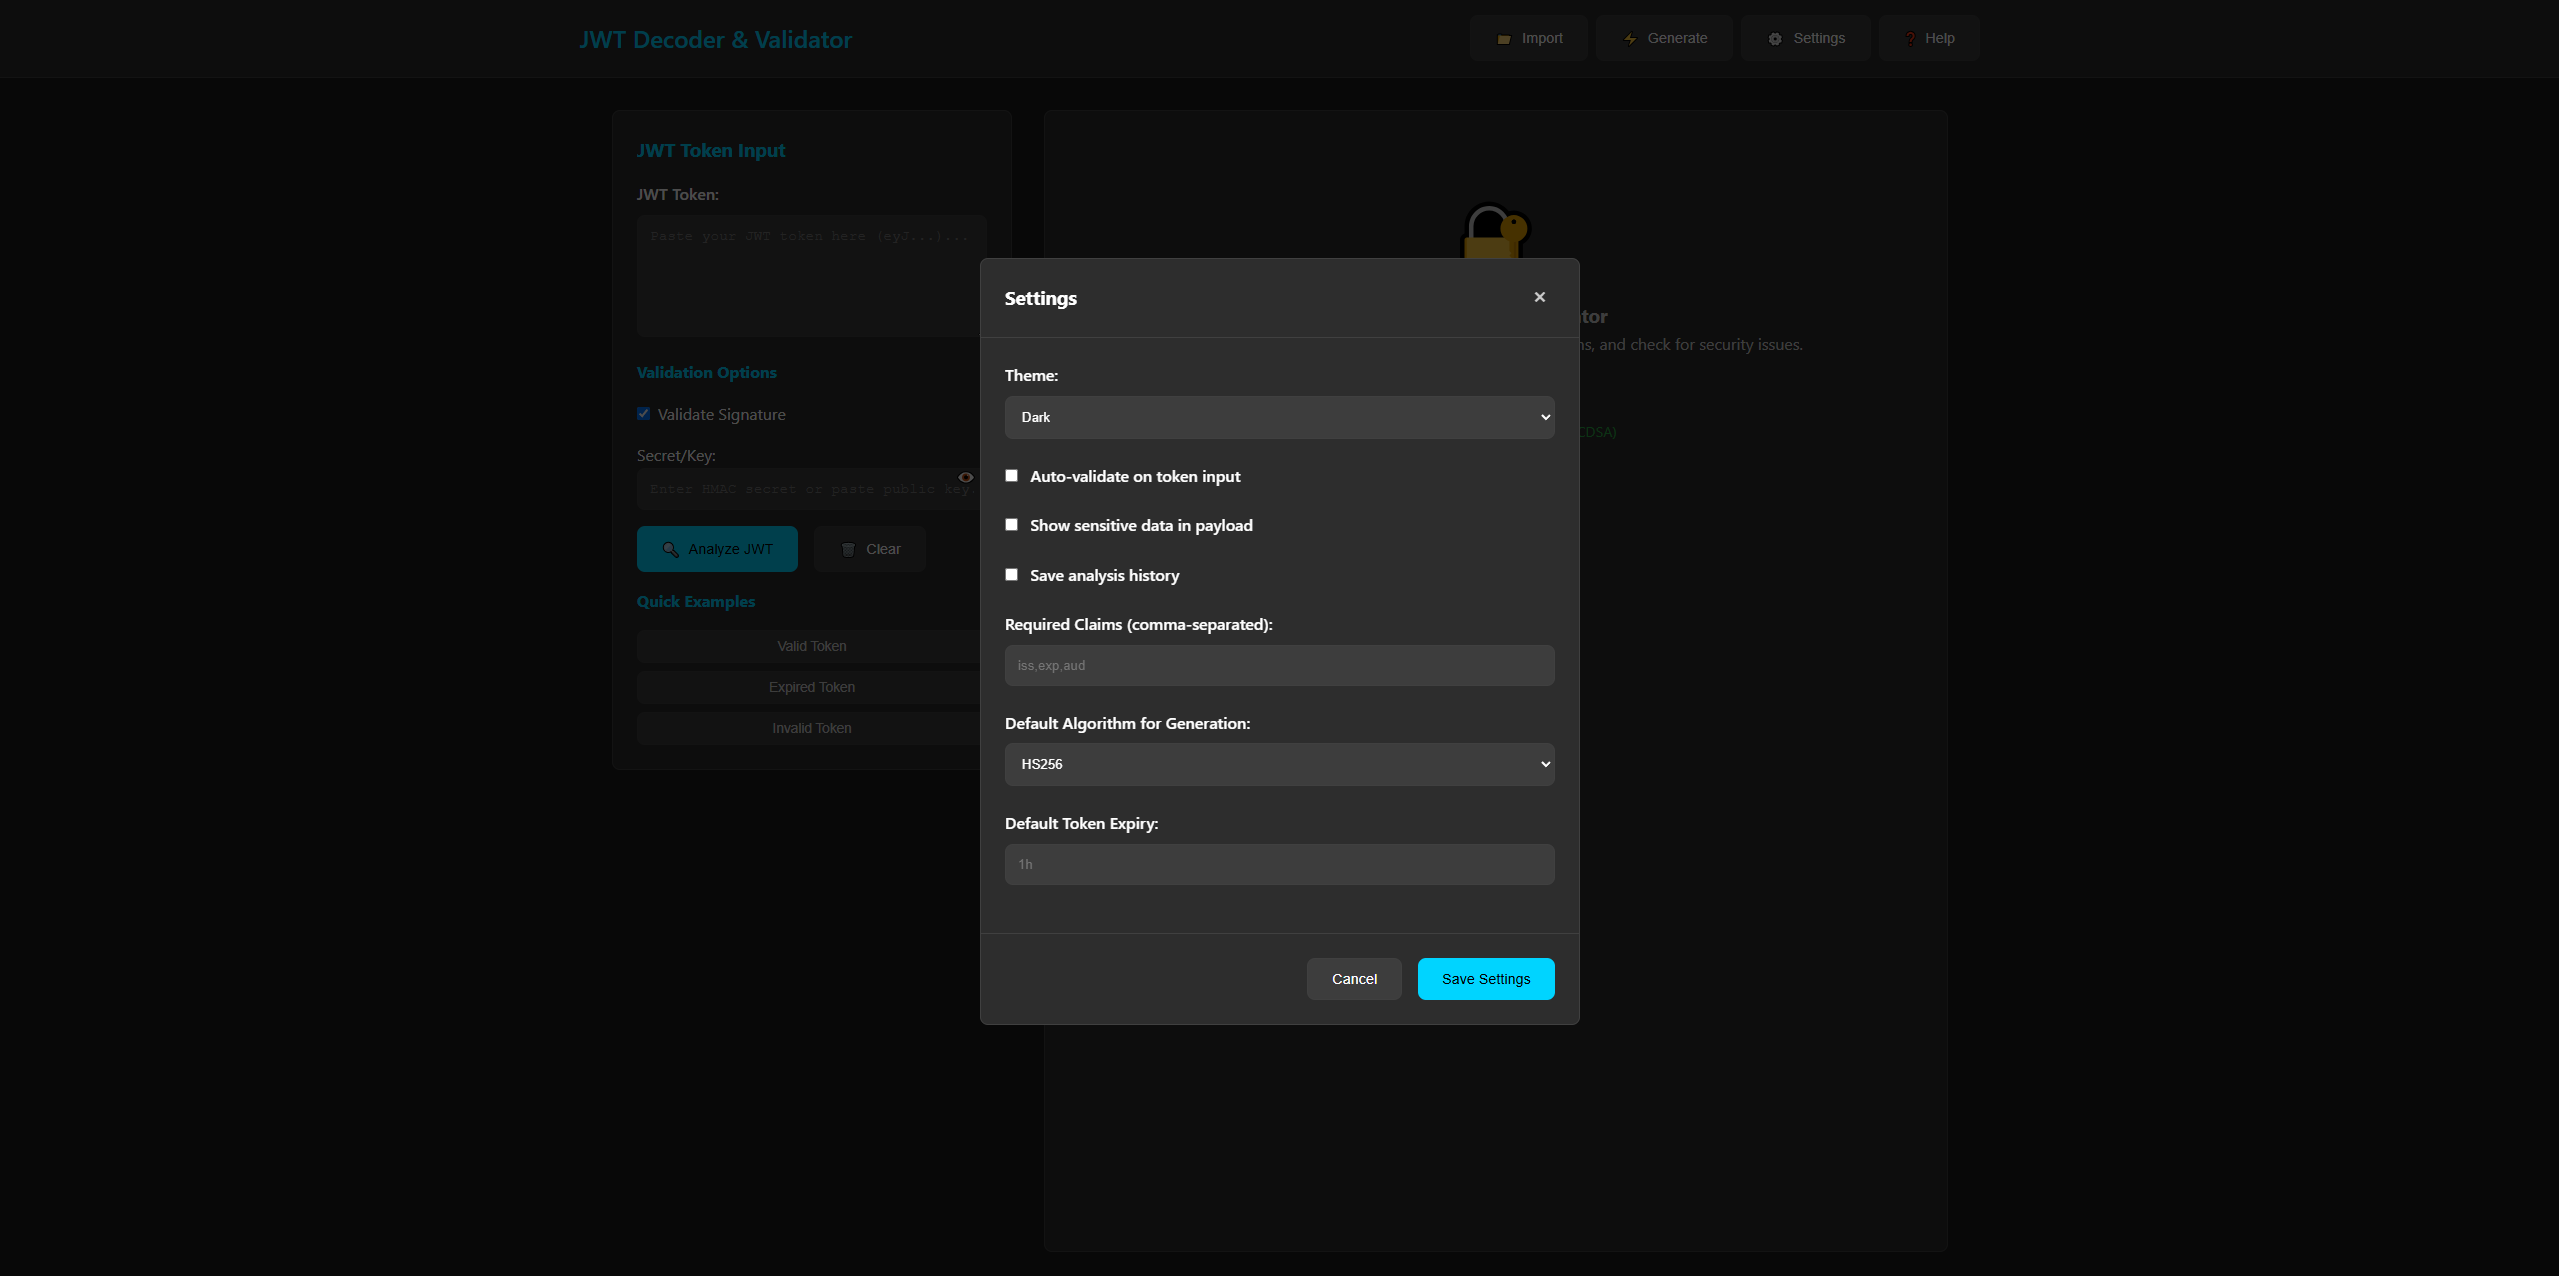 JWT Decoder & Validator
Import
Generate
Settings
Help
JWT Token Input
JWT Token:
Paste your JWT token here (eyJ...)...
Validation Options
Validate Signature
Secret/Key:
Enter HMAC secret or paste public key
Analyze JWT
Clear
Quick Examples
Valid Token
Expired Token
Invalid Token
tor
ns, and check for security issues.
CDSA)
Settings
Theme:
Dark
Auto-validate on token input
Show sensitive data in payload
Save analysis history
Required Claims (comma-separated):
iss,exp,aud
Default Algorithm for Generation:
HS256
Default Token Expiry:
1h
Cancel
Save Settings